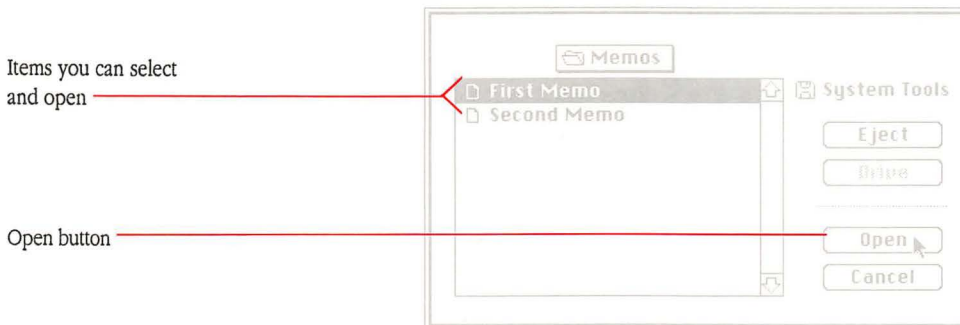 Items you can select
and open
Memos
First Memo
Second Memo
System Tools
Eject
Drive
Open button
Open
Cancel